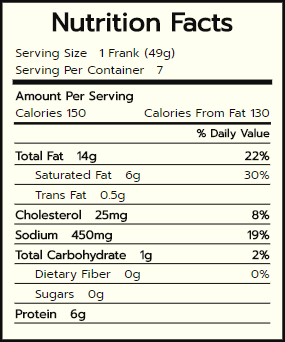 Nutrition Facts
Serving Size 1 Frank (49g)
Serving Per Container 7
Amount Per Serving
Calories 150 Calories From Fat 130
% Daily Value
Total Fat 14g 22%
Saturated Fat 6g 30%
Trans Fat 0.5g
Cholesterol 25mg 8%
Sodium 450mg 19%
Total Carbohydrate 1g 2%
Dietary Fiber 0g 0%
Sugars 0g
Protein 6g